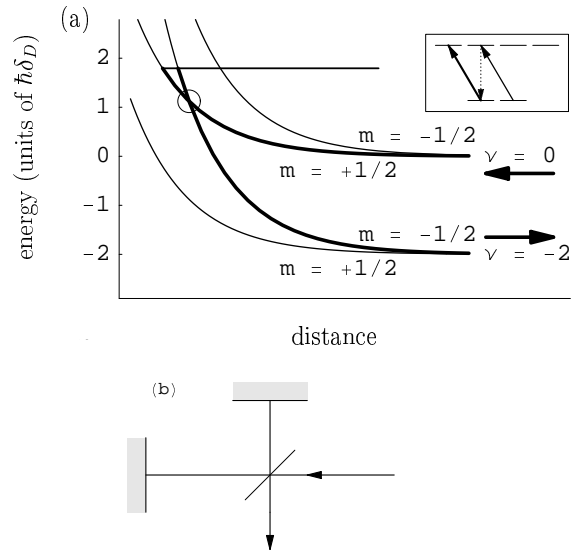 (a)
energy (units of ħδ_D)
2
1
0
-1
-2
m = -1/2
ν = 0
m = +1/2
m = -1/2
ν = -2
m = +1/2
distance
(b)